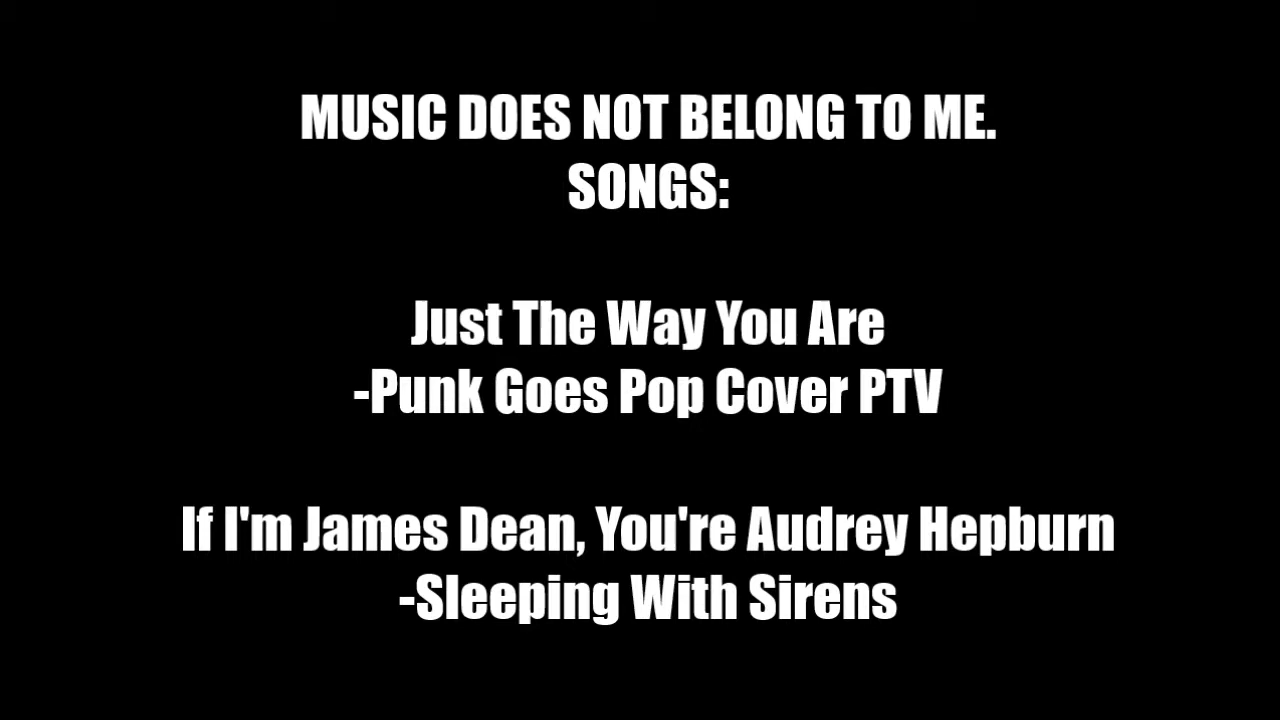 MUSIC DOES NOT BELONG TO ME.
SONGS:
Just The Way You Are
-Punk Goes Pop Cover PTV
If I'm James Dean, You're Audrey Hepburn
-Sleeping With Sirens